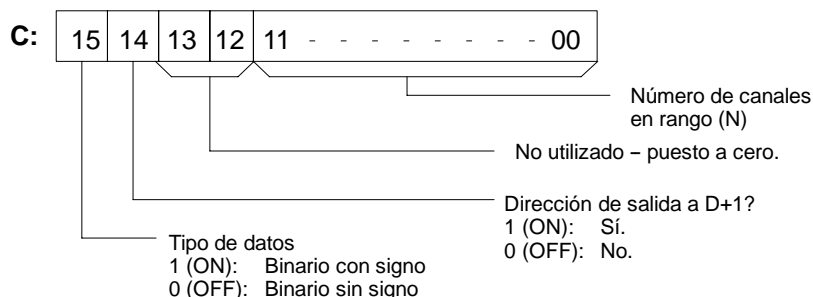 C: 15 14 13 12 11 - - - - - - - - 00
Número de canales
en rango (N)
No utilizado – puesto a cero.
Dirección de salida a D+1?
1 (ON): Sí.
0 (OFF): No.
Tipo de datos
1 (ON): Binario con signo
0 (OFF): Binario sin signo